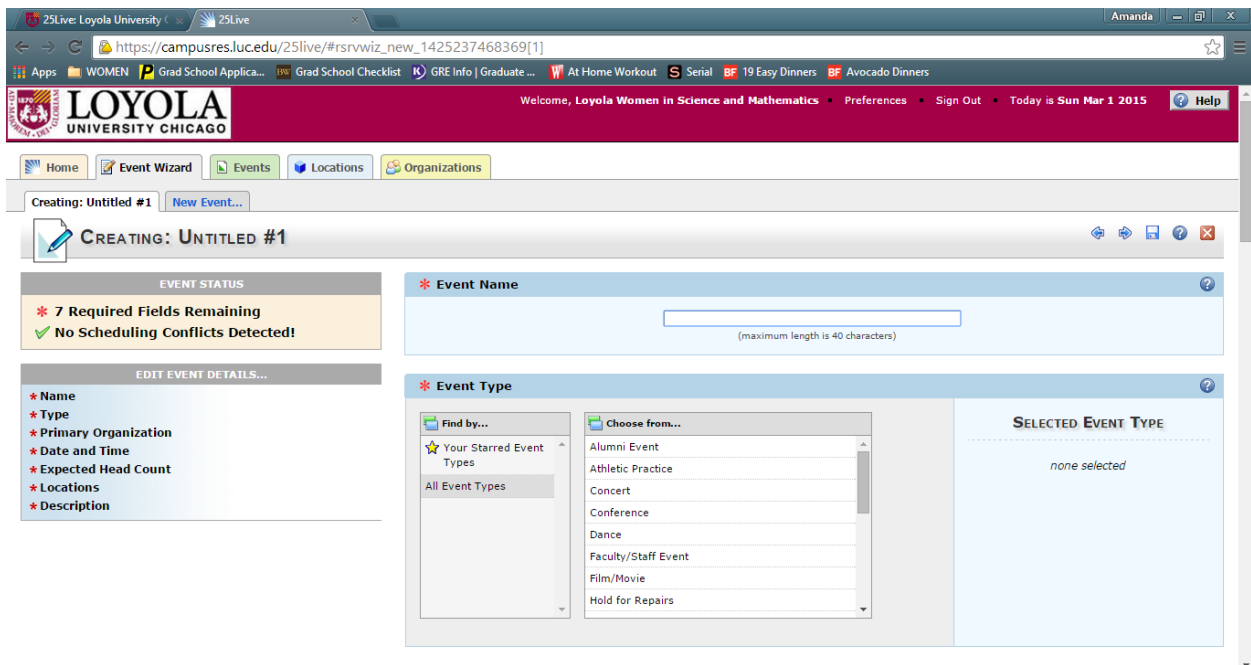 25Live: Loyola University C
25Live
Amanda
https://campusres.luc.edu/25live/#rsrvwiz_new_1425237468369[1]
Apps WOMEN Grad School Applica... Grad School Checklist GRE Info | Graduate ... At Home Workout Serial 19 Easy Dinners Avocado Dinners
1870
LOYOLA
UNIVERSITY CHICAGO
Welcome, Loyola Women in Science and Mathematics Preferences Sign Out Today is Sun Mar 1 2015 Help
Home Event Wizard Events Locations Organizations
Creating: Untitled #1 New Event...
CREATING: UNTITLED #1
EVENT STATUS
* 7 Required Fields Remaining
No Scheduling Conflicts Detected!
EDIT EVENT DETAILS...
* Name
* Type
* Primary Organization
* Date and Time
* Expected Head Count
* Locations
* Description
* Event Name
(maximum length is 40 characters)
* Event Type
Find by...
Your Starred Event
Types
All Event Types
Choose from...
Alumni Event
Athletic Practice
Concert
Conference
Dance
Faculty/Staff Event
Film/Movie
Hold for Repairs
SELECTED EVENT TYPE
none selected